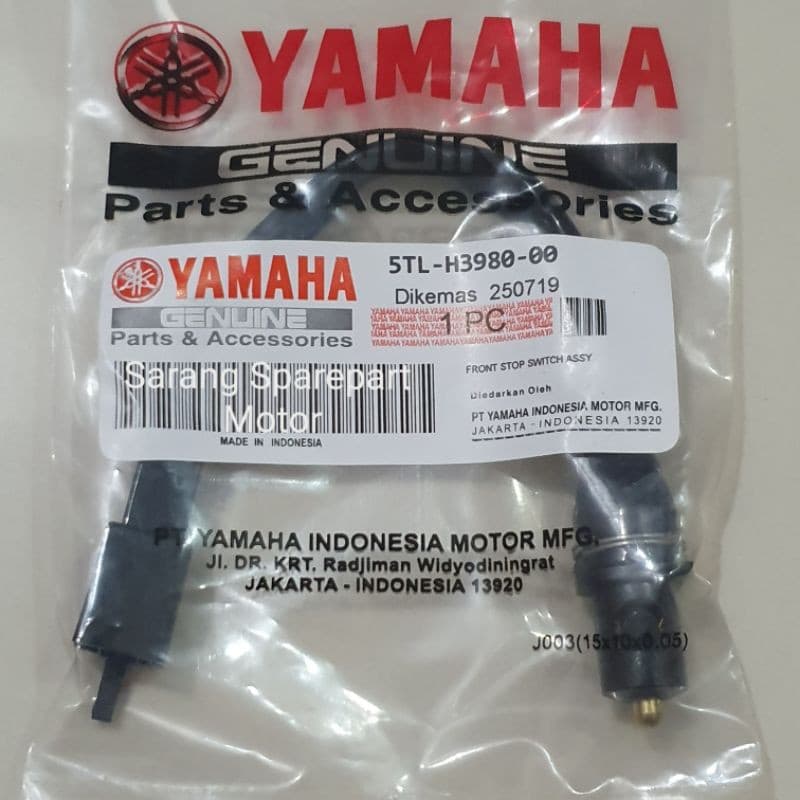 YAMAHA
GENUINE
Parts & Accessories
YAMAHA
GENUINE
Parts & Accessories
5TL-H3980-00
Dikemas 250719
1 PC
FRONT STOP SWITCH ASSY
Diedarkan Oleh
PT YAMAHA INDONESIA MOTOR MFG.
JAKARTA - INDONESIA 13920
Sarang Sparepart
Motor
MADE IN INDONESIA
PT. YAMAHA INDONESIA MOTOR MFG.
Jl. DR. KRT. Radjiman Widyodiningrat
JAKARTA - INDONESIA 13920
J003(15x10x0.05)